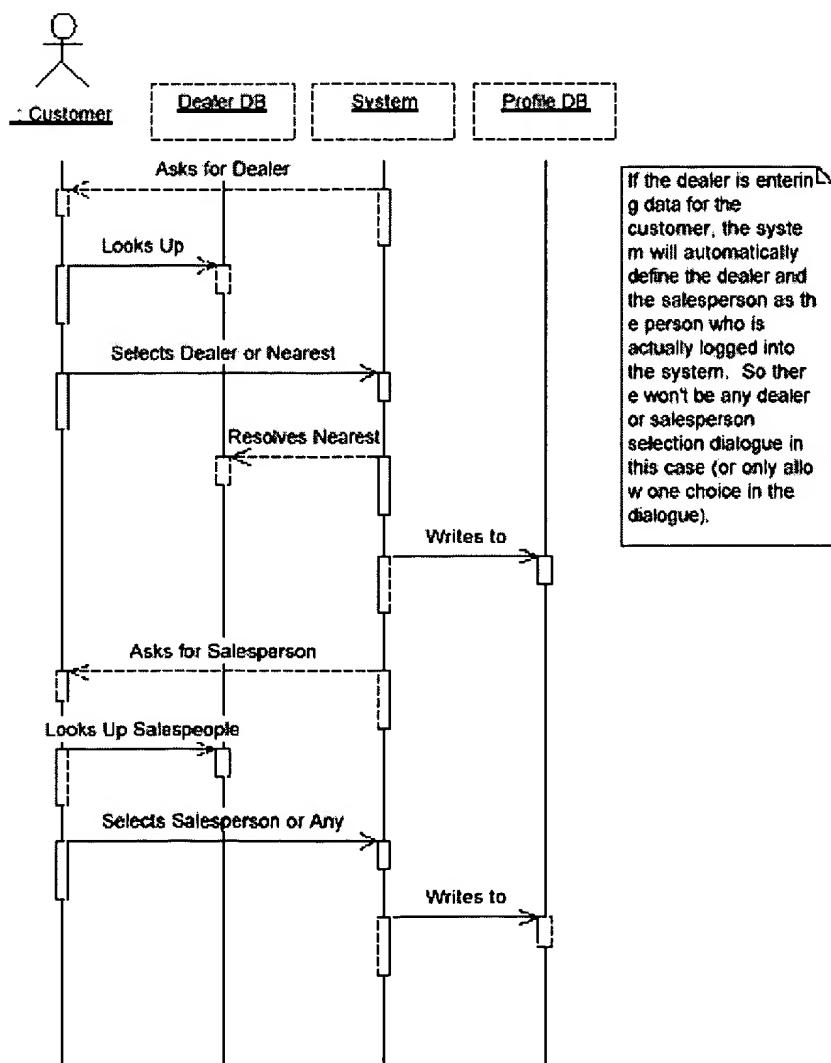 : Customer
Dealer DB
System
Profile DB
Asks for Dealer
Looks Up
Selects Dealer or Nearest
Resolves Nearest
Writes to
Asks for Salesperson
Looks Up Salespeople
Selects Salesperson or Any
Writes to
If the dealer is enterin
g data for the
customer, the syste
m will automatically
define the dealer and
the salesperson as th
e person who is
actually logged into
the system. So ther
e won't be any dealer
or salesperson
selection dialogue in
this case (or only allo
w one choice in the
dialogue).